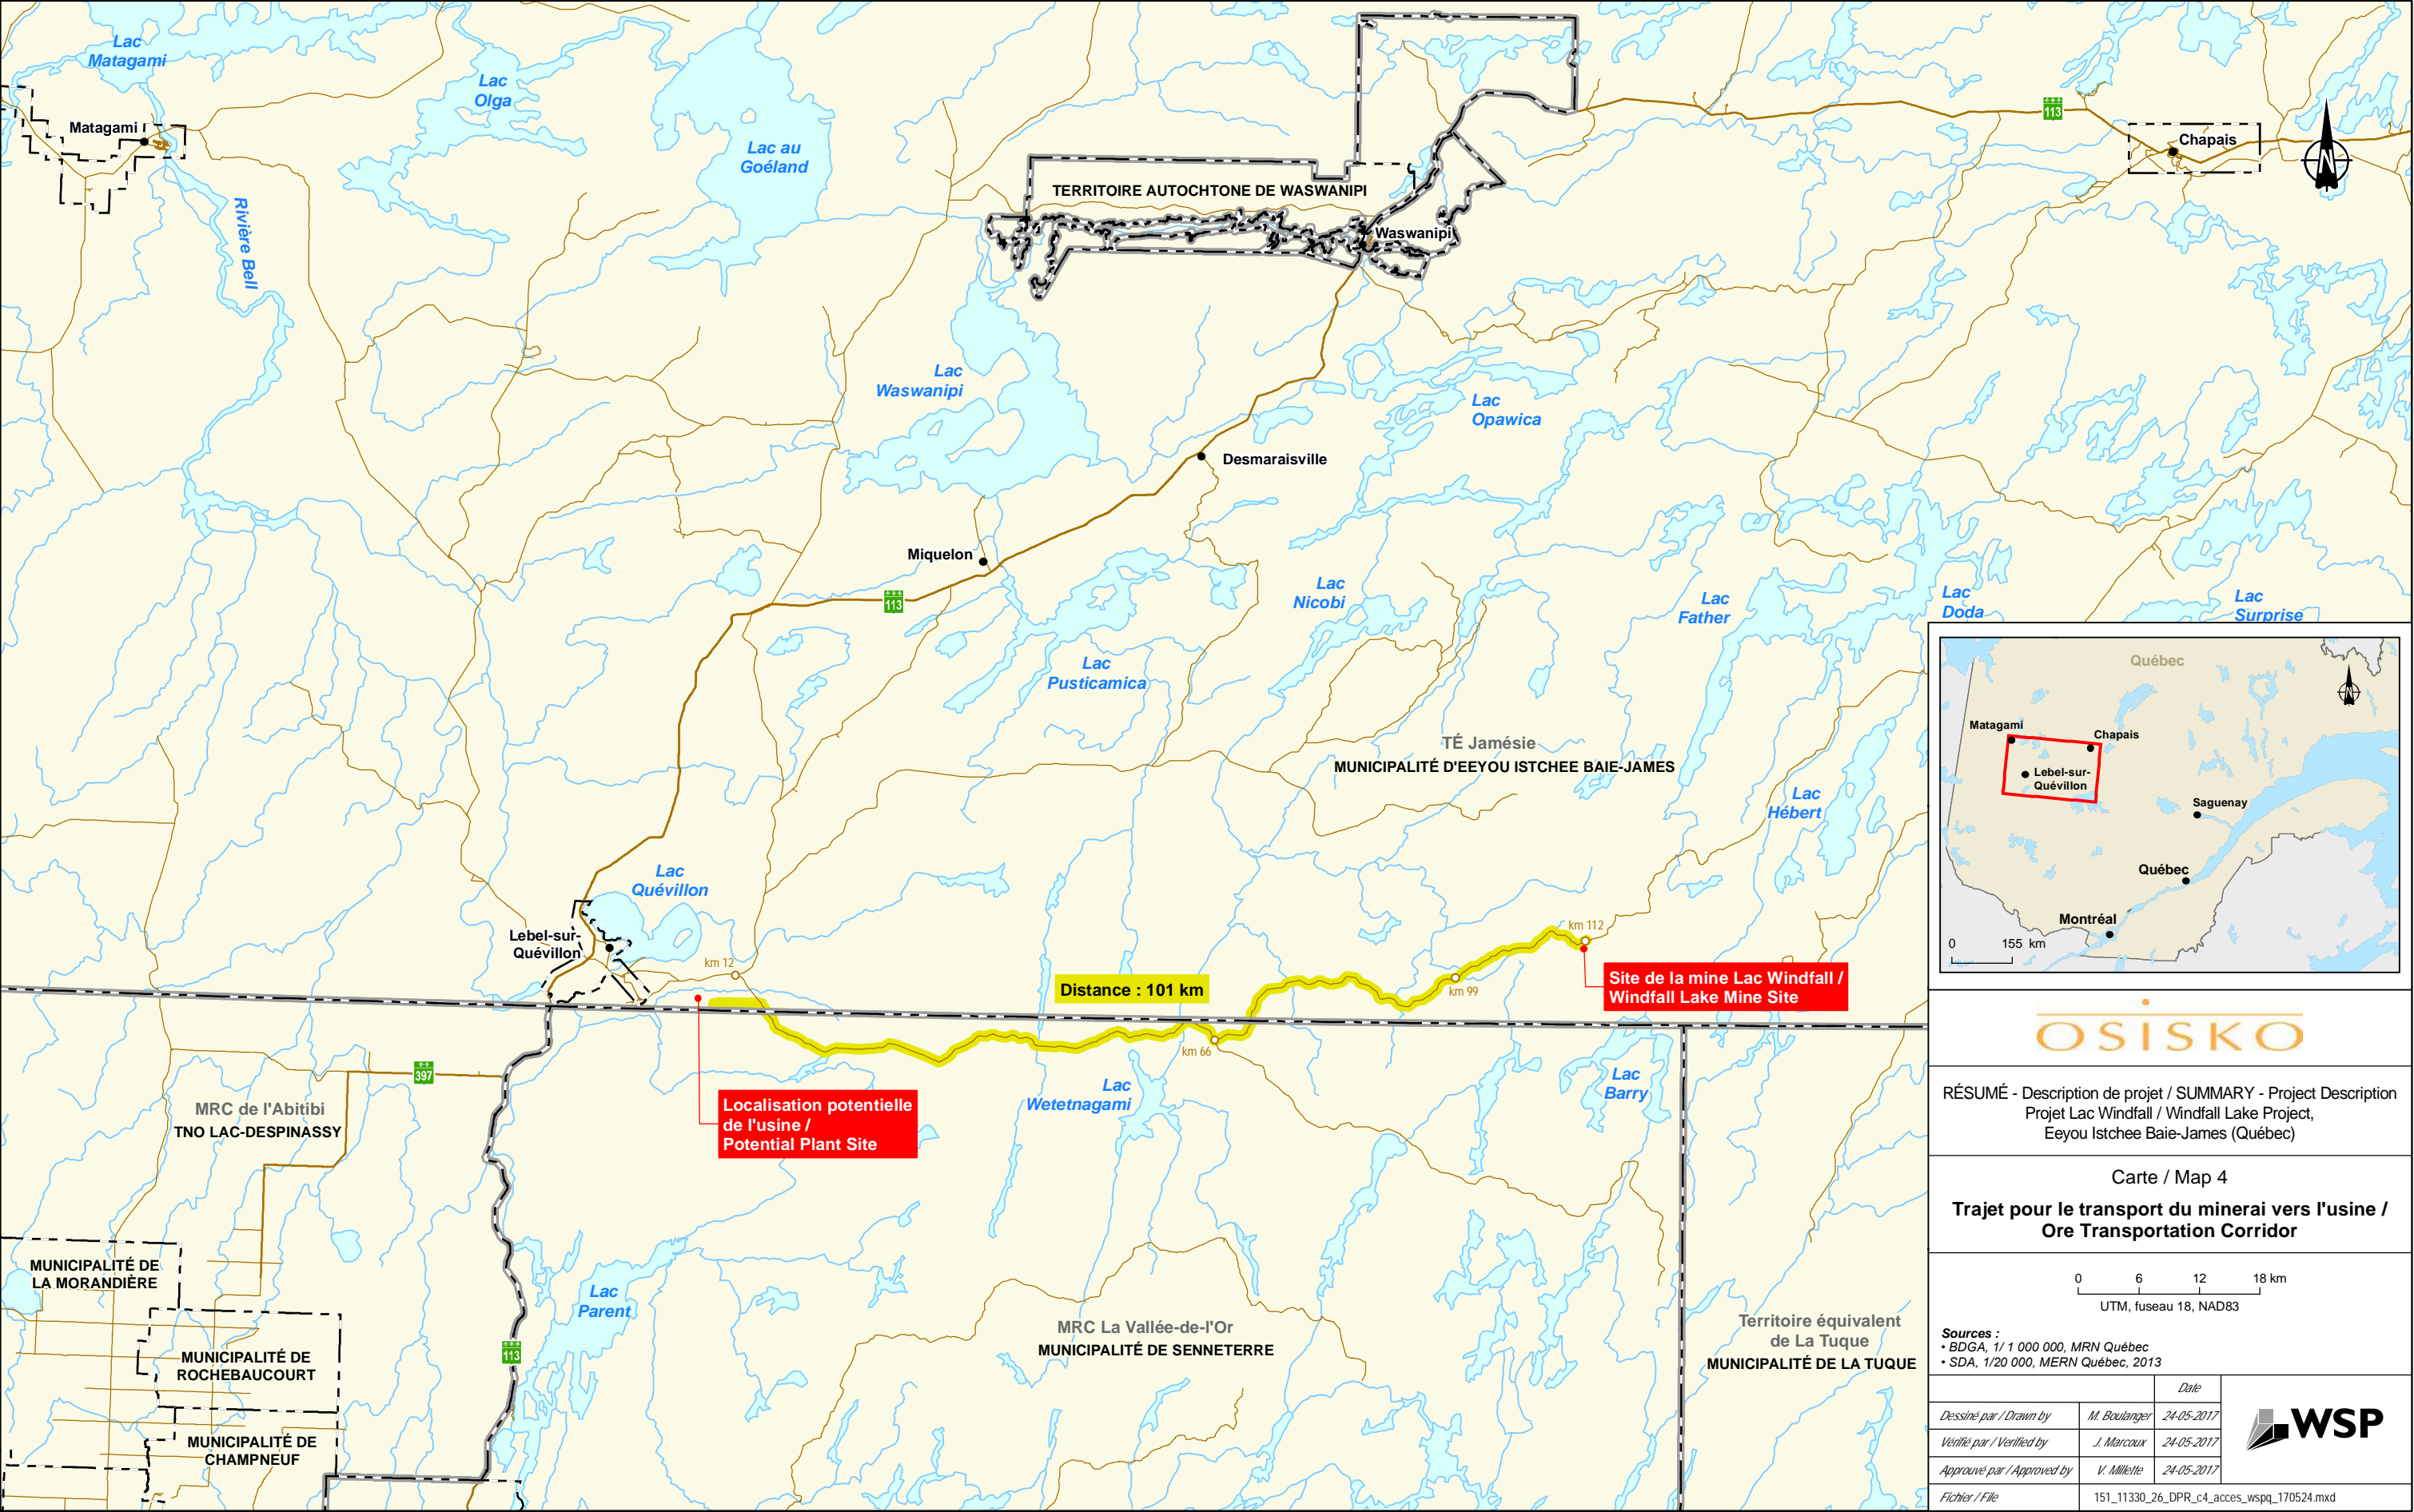 Lac
Matagami
Lac
Olga
Matagami
Lac au
Goéland
Rivière Bell
TERRITOIRE AUTOCHTONE DE WASWANIPI
Waswanipi
113
Chapais
N
Lac
Waswanipi
Lac
Opawica
Desmaraisville
Miquelon
113
Lac
Nicobi
Lac
Father
Lac
Doda
Lac
Surprise
Lac
Pusticamica
TÉ Jamésie
MUNICIPALITÉ D'EEYOU ISTCHEE BAIE-JAMES
Lac
Hébert
Lac
Quévillon
Lebel-sur-
Quévillon
km 12
Distance : 101 km
km 112
km 99
km 66
Site de la mine Lac Windfall /
Windfall Lake Mine Site
Localisation potentielle
de l'usine /
Potential Plant Site
Lac
Wetetnagami
Lac
Barry
397
MRC de l'Abitibi
TNO LAC-DESPINASSY
MUNICIPALITÉ DE
LA MORANDIÈRE
MUNICIPALITÉ DE
ROCHEBAUCOURT
MUNICIPALITÉ DE
CHAMPNEUF
Lac
Parent
113
MRC La Vallée-de-l'Or
MUNICIPALITÉ DE SENNETERRE
Territoire équivalent
de La Tuque
MUNICIPALITÉ DE LA TUQUE
Québec
N
Matagami
Chapais
Lebel-sur-
Quévillon
Saguenay
Québec
Montréal
0 155 km
OSISKO
RÉSUMÉ - Description de projet / SUMMARY - Project Description
Projet Lac Windfall / Windfall Lake Project,
Eeyou Istchee Baie-James (Québec)
Carte / Map 4
Trajet pour le transport du minerai vers l'usine /
Ore Transportation Corridor
0 6 12 18 km
UTM, fuseau 18, NAD83
Sources :
• BDGA, 1/ 1 000 000, MRN Québec
• SDA, 1/20 000, MERN Québec, 2013
Date
Dessiné par / Drawn by M. Boulanger 24-05-2017
Vérifié par / Verified by J. Marcoux 24-05-2017
Approuvé par / Approved by V. Millette 24-05-2017
WSP
Fichier / File 151_11330_26_DPR_c4_acces_wspq_170524.mxd